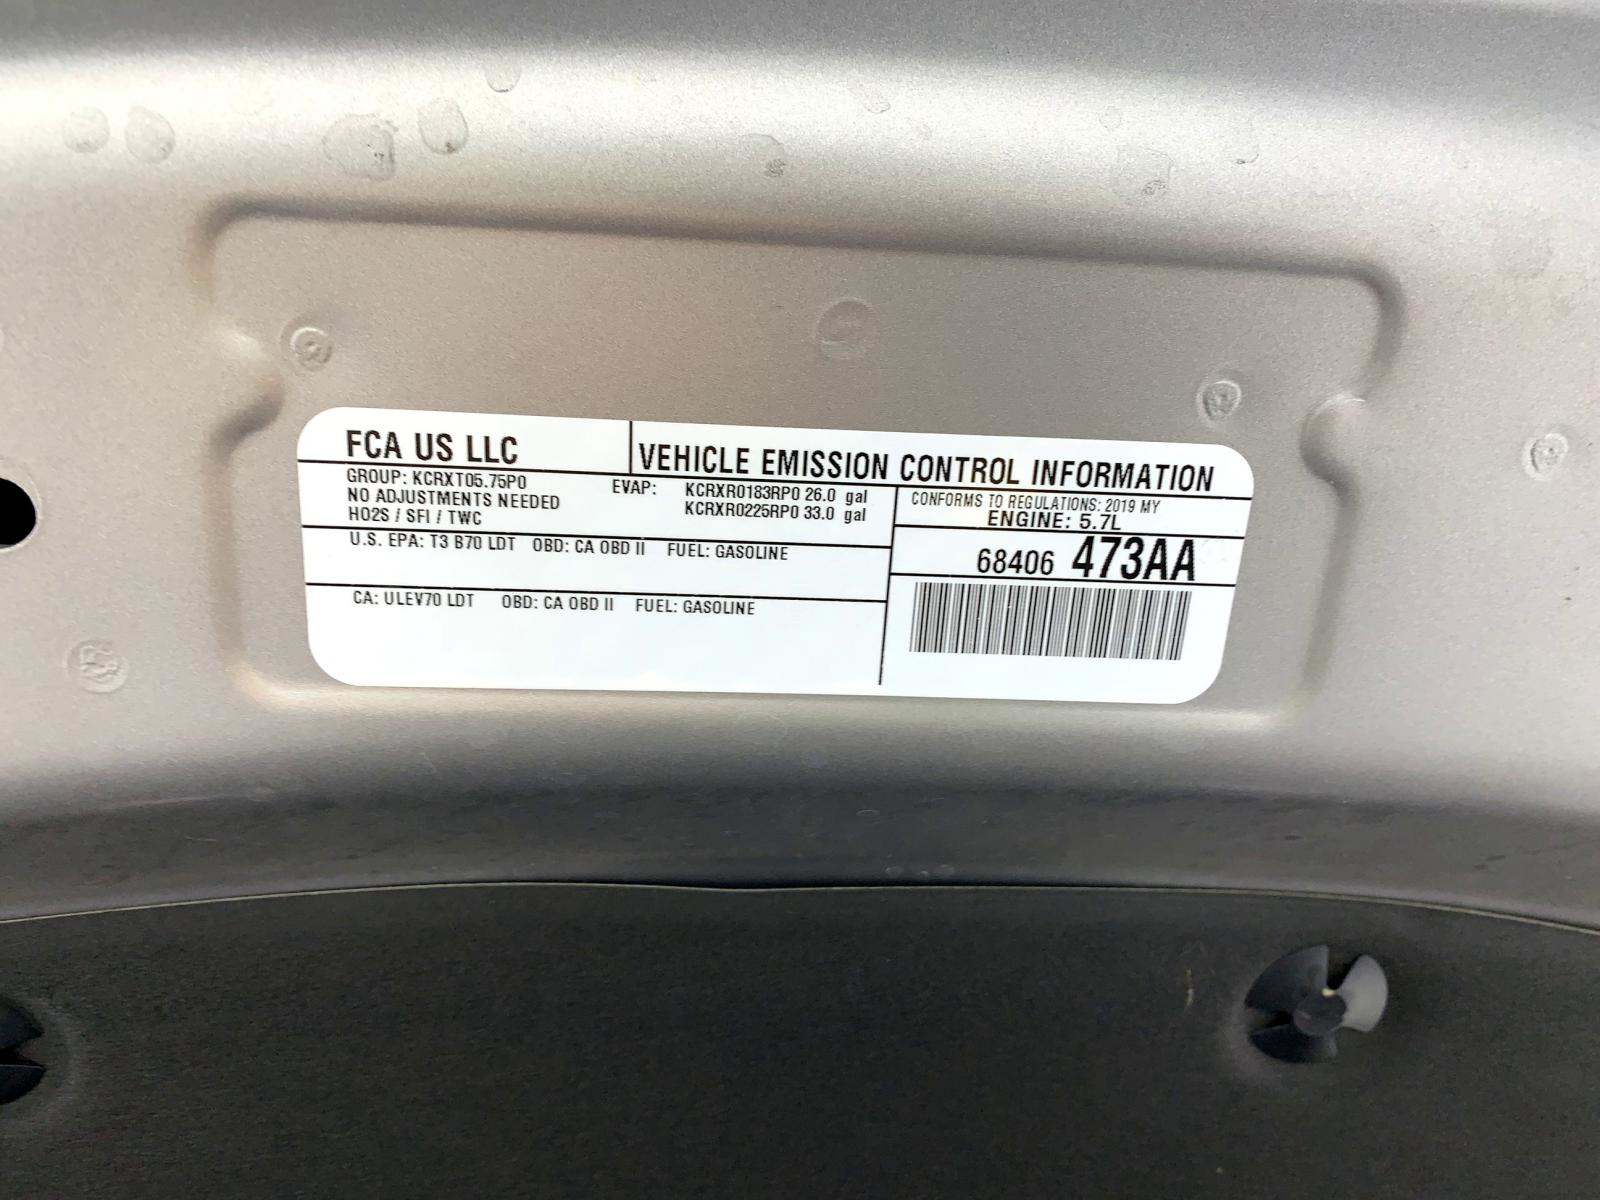 FCA US LLC
VEHICLE EMISSION CONTROL INFORMATION
GROUP: KCRXT05.75P0
NO ADJUSTMENTS NEEDED
HO2S / SFI / TWC
EVAP: KCRXR0183RP0 26.0 gal
KCRXR0225RP0 33.0 gal
CONFORMS TO REGULATIONS: 2019 MY
ENGINE: 5.7L
U.S. EPA: T3 B70 LDT OBD: CA OBD II FUEL: GASOLINE
68406 473AA
CA: ULEV70 LDT OBD: CA OBD II FUEL: GASOLINE